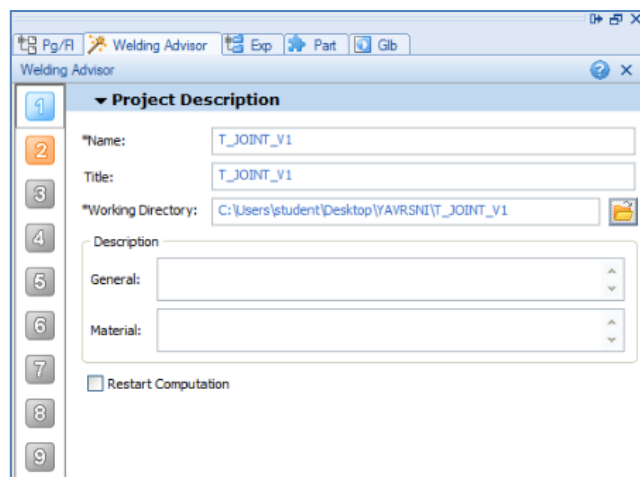 Pg/Fl Welding Advisor Exp Part Glb
Welding Advisor
1 Project Description
2
*Name: T_JOINT_V1
3
Title: T_JOINT_V1
*Working Directory: C:\Users\student\Desktop\YAVRSNI\T_JOINT_V1
4
Description
5
General:
6
Material:
7
Restart Computation
8
9